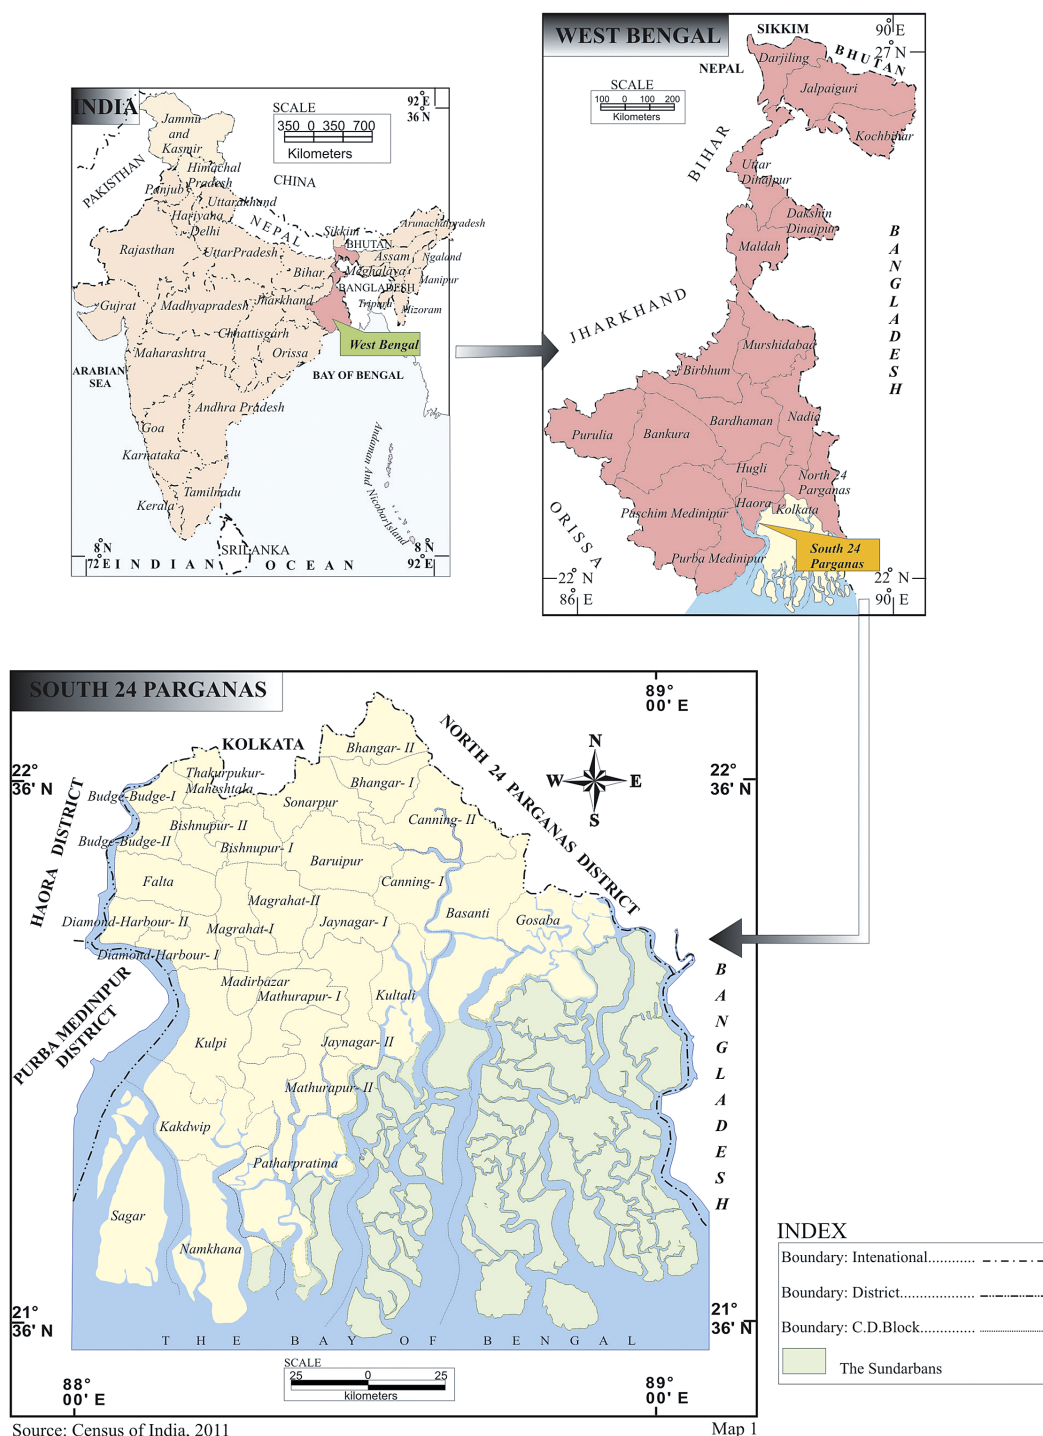 INDIA
SCALE
350 0 350 700
Kilometers
92°E
36 N
Jammu
and
Kasmir
Himachal
Pradesh
PAKISTHAN
Panjub
CHINA
Uttarakhand
Hariyana
Delhi
NEPAL
Rajasthan
UttarPradesh
Sikkim
BHUTAN
Arunachalpradesh
Assam
Ngaland
Bihar
Meghalaya
Manipur
BANGLADESH
Gujrat
Madhyapradesh
Jharkhand
Tripura
Mizoram
Chhattisgarh
West Bengal
Maharashtra
Orissa
ARABIAN
SEA
BAY OF BENGAL
Andhra Pradesh
Goa
Karnataka
Andaman And
NicobarIsland
Tamilnadu
Kerala
SRILANKA
8°N
72°E
INDIAN OCEAN
8°N
92°E
WEST BENGAL
SIKKIM
90°E
27°N
NEPAL
BHUTAN
Darjiling
Jalpaiguri
SCALE
100 0 100 200
Kilometers
Kochbihar
BIHAR
Uttar
Dinajpur
Dakshin
Dinajpur
Maldah
BANGLADESH
JHARKHAND
Murshidabad
Birbhum
Nadia
Bardhaman
Purulia
Bankura
Hugli
North 24
Parganas
Haora
Kolkata
Paschim Medinipur
ORISSA
South 24
Parganas
Purba Medinipur
22°N
86°E
22°N
90°E
SOUTH 24 PARGANAS
89°
00' E
KOLKATA
NORTH 24 PARGANAS DISTRICT
Bhangar- II
N
W E
S
22°
36' N
22°
36' N
Thakurpukur-
Maheshtala
Bhangar- I
Budge-Budge-I
Sonarpur
Canning- II
HAORA DISTRICT
Bishnupur- II
Budge-Budge-II
Bishnupur- I
Baruipur
Falta
Canning- I
Magrahat-II
Basanti
Gosaba
Diamond-Harbour- II
Magrahat-I
Jaynagar- I
Diamond-Harbour- I
Madirbazar
Mathurapur- I
Kultali
PURBA MEDINIPUR
DISTRICT
BANGLADESH
Kulpi
Jaynagar- II
Mathurapur- II
Kakdwip
Patharpratima
Sagar
Namkhana
21°
36' N
21°
36' N
THE BAY OF BENGAL
SCALE
25 0 25
kilometers
88°
00' E
89°
00' E
INDEX
Boundary: Intenational............
Boundary: District...................
Boundary: C.D.Block..............
The Sundarbans
Source: Census of India, 2011
Map 1